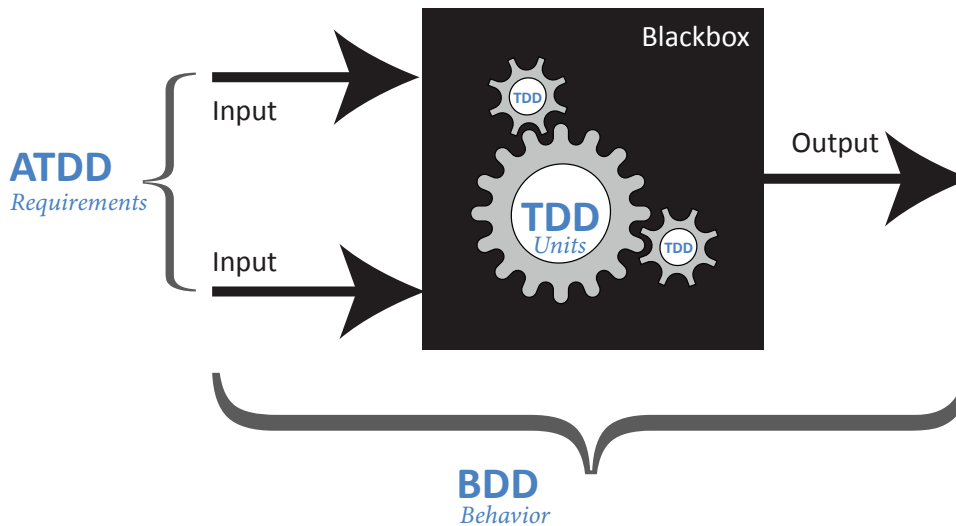 Blackbox
TDD
Input
Output
ATDD
Requirements
TDD
Units
TDD
Input
BDD
Behavior